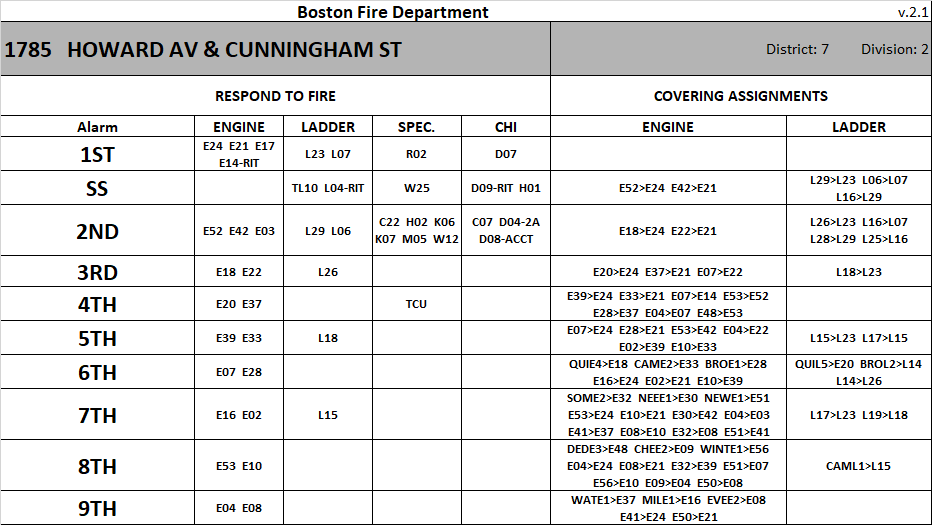 Boston Fire Department v.2.1
1785 HOWARD AV & CUNNINGHAM ST District: 7 Division: 2
RESPOND TO FIRE COVERING ASSIGNMENTS
Alarm ENGINE LADDER SPEC. CHI ENGINE LADDER
1ST
E24 E21 E17
E14-RIT
L23 L07
R02
D07
SS
TL10 L04-RIT
W25
D09-RIT H01
E52>E24 E42>E21
L29>L23 L06>L07
L16>L29
2ND
E52 E42 E03
L29 L06
C22 H02 K06
K07 M05 W12
C07 D04-2A
D08-ACCT
E18>E24 E22>E21
L26>L23 L16>L07
L28>L29 L25>L16
3RD
E18 E22
L26
E20>E24 E37>E21 E07>E22
L18>L23
4TH
E20 E37
TCU
E39>E24 E33>E21 E07>E14 E53>E52
E28>E37 E04>E07 E48>E53
5TH
E39 E33
L18
E07>E24 E28>E21 E53>E42 E04>E22
E02>E39 E10>E33
L15>L23 L17>L15
6TH
E07 E28
QUIE4>E18 CAME2>E33 BROE1>E28
E16>E24 E02>E21 E10>E39
QUIL5>E20 BROL2>L14
L14>L26
7TH
E16 E02
L15
SOME2>E32 NEEE1>E30 NEWE1>E51
E53>E24 E10>E21 E30>E42 E04>E03
E41>E37 E08>E10 E32>E08 E51>E41
L17>L23 L19>L18
8TH
E53 E10
DEDE3>E48 CHEE2>E09 WINTE1>E56
E04>E24 E08>E21 E32>E39 E51>E07
E56>E10 E09>E04 E50>E08
CAML1>L15
9TH
E04 E08
WATE1>E37 MILE1>E16 EVEE2>E08
E41>E24 E50>E21